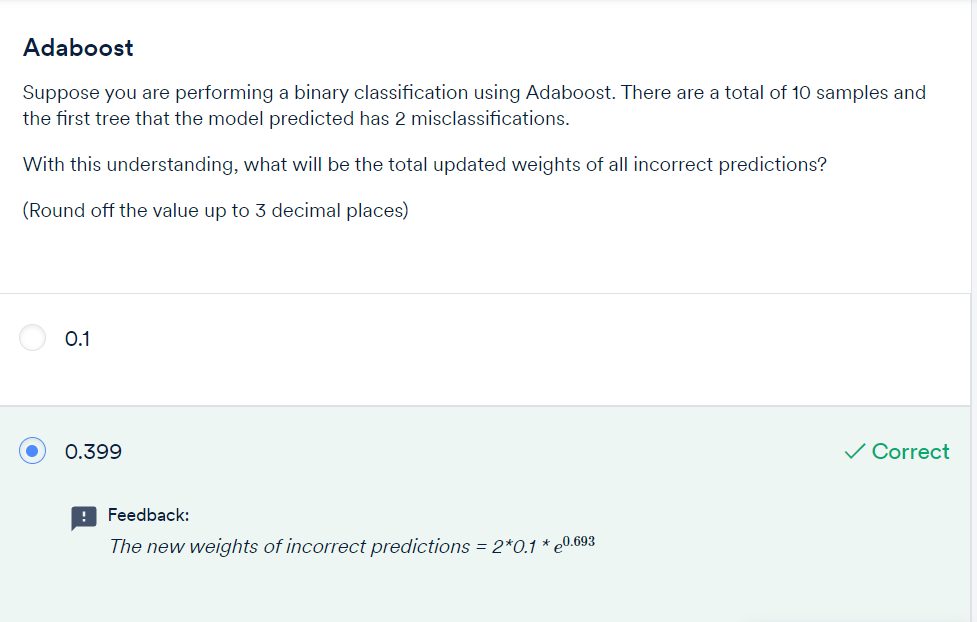 Adaboost
Suppose you are performing a binary classification using Adaboost. There are a total of 10 samples and
the first tree that the model predicted has 2 misclassifications.
With this understanding, what will be the total updated weights of all incorrect predictions?
(Round off the value up to 3 decimal places)
0.1
0.399
Correct
Feedback:
The new weights of incorrect predictions = 2*0.1 * e^0.693